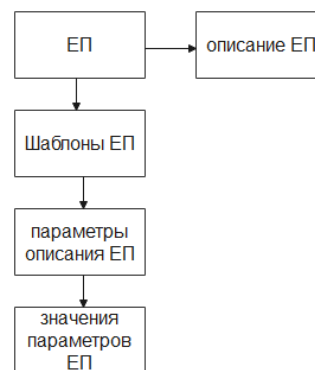 ЕП
описание ЕП
Шаблоны ЕП
параметры
описания ЕП
значения
параметров
ЕП